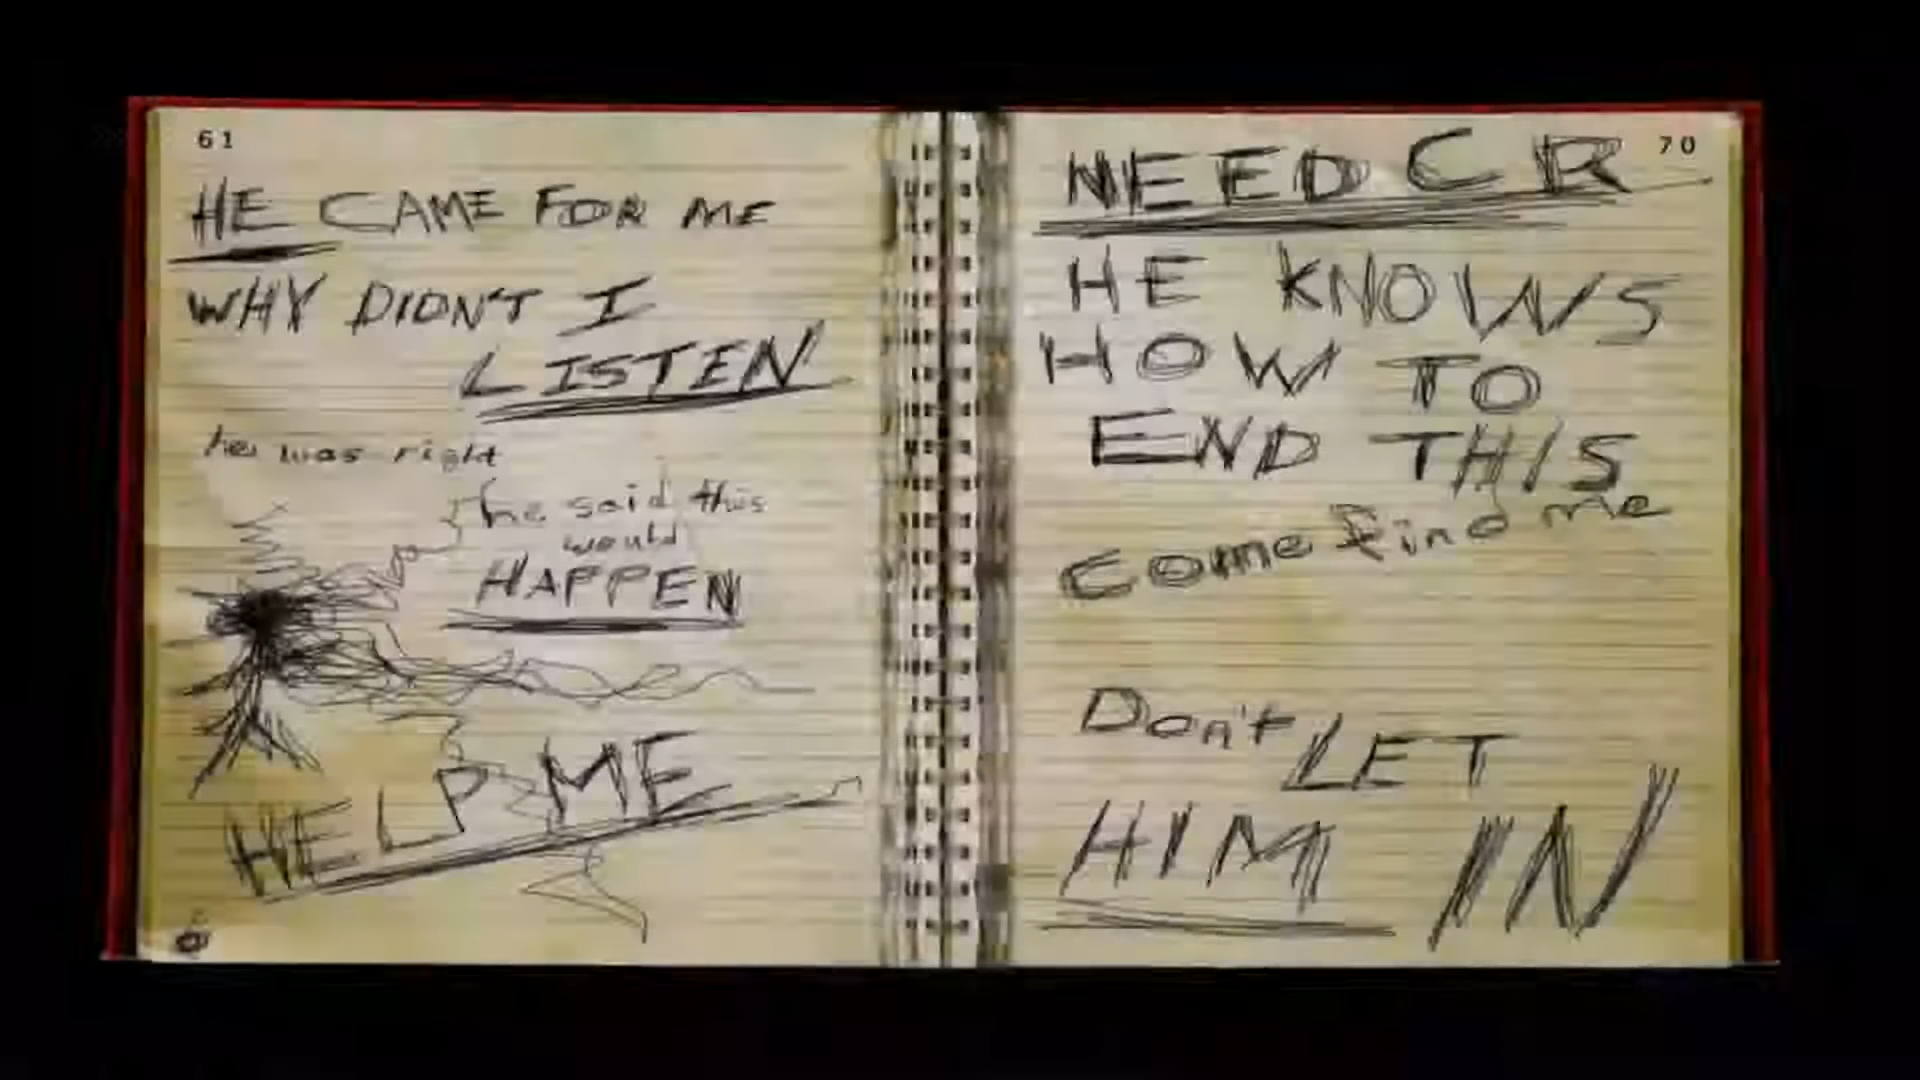 61
HE CAME FOR ME
WHY DIDN'T I
LISTEN
he was right
he said this
would
HAPPEN
HELP ME
70
NEED CR
HE KNOWS
HOW TO
END THIS
come find me
Don't LET
HIM IN